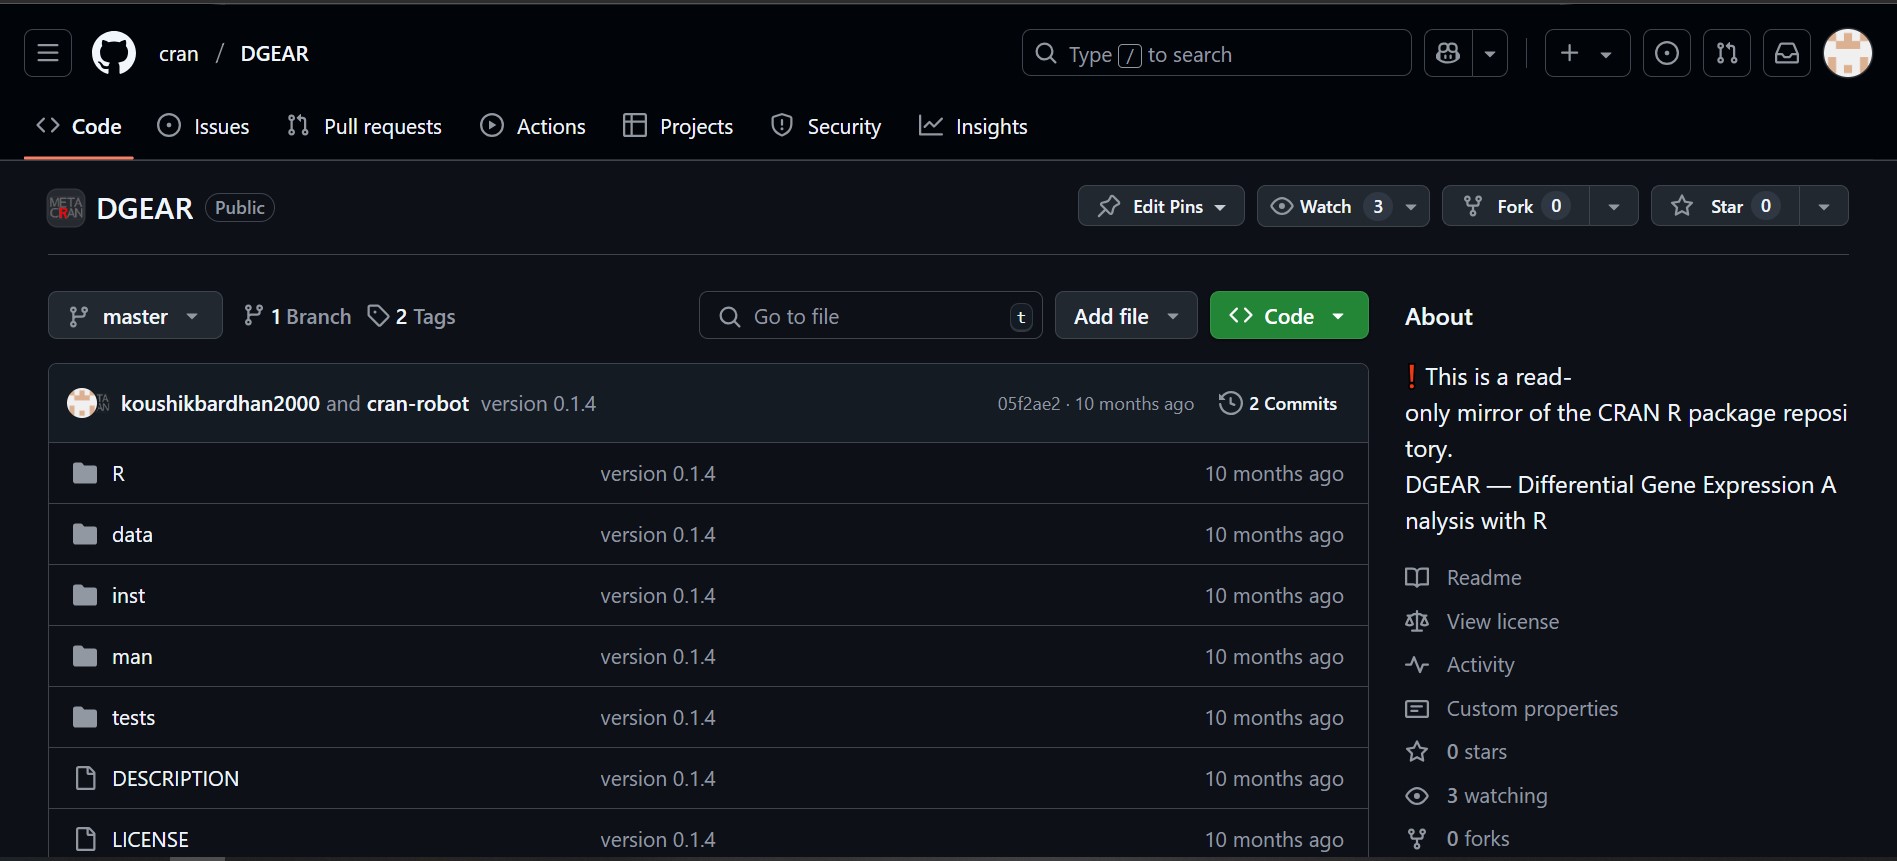 cran / DGEAR
Type / to search
Code Issues Pull requests Actions Projects Security Insights
META CRAN DGEAR Public
Edit Pins Watch 3 Fork 0 Star 0
master 1 Branch 2 Tags Go to file t Add file Code
koushikbardhan2000 and cran-robot version 0.1.4 05f2ae2 · 10 months ago 2 Commits
R version 0.1.4 10 months ago
data version 0.1.4 10 months ago
inst version 0.1.4 10 months ago
man version 0.1.4 10 months ago
tests version 0.1.4 10 months ago
DESCRIPTION version 0.1.4 10 months ago
LICENSE version 0.1.4 10 months ago
About
❗ This is a read-
only mirror of the CRAN R package reposi
tory.
DGEAR — Differential Gene Expression A
nalysis with R
Readme
View license
Activity
Custom properties
0 stars
3 watching
0 forks